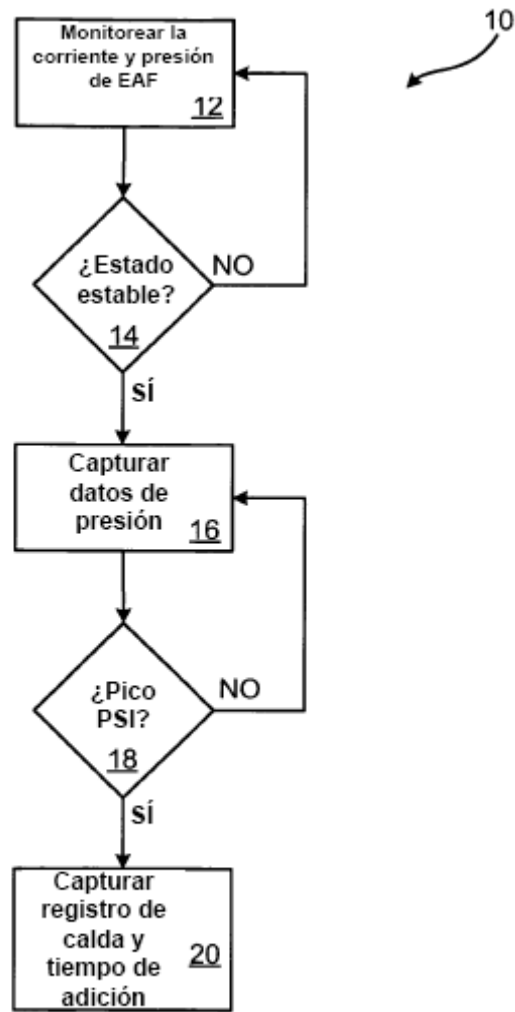 10
Monitorear la
corriente y presión
de EAF
12
¿Estado
estable?
14
NO
SÍ
Capturar
datos de
presión
16
¿Pico
PSI?
18
NO
SÍ
Capturar
registro de
calda y
tiempo de
adición
20